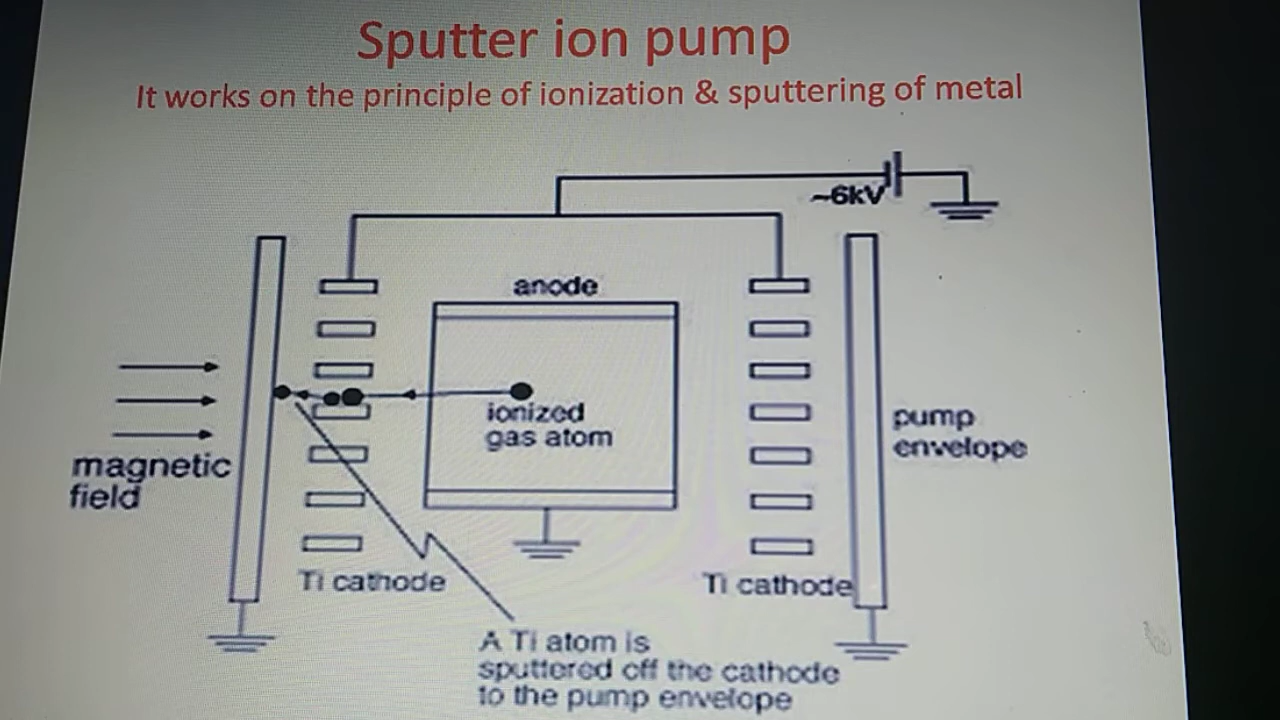 Sputter ion pump
It works on the principle of ionization & sputtering of metal
~6kV
anode
ionized
gas atom
magnetic
field
pump
envelope
Ti cathode
Ti cathode
A Ti atom is
sputtered off the cathode
to the pump envelope